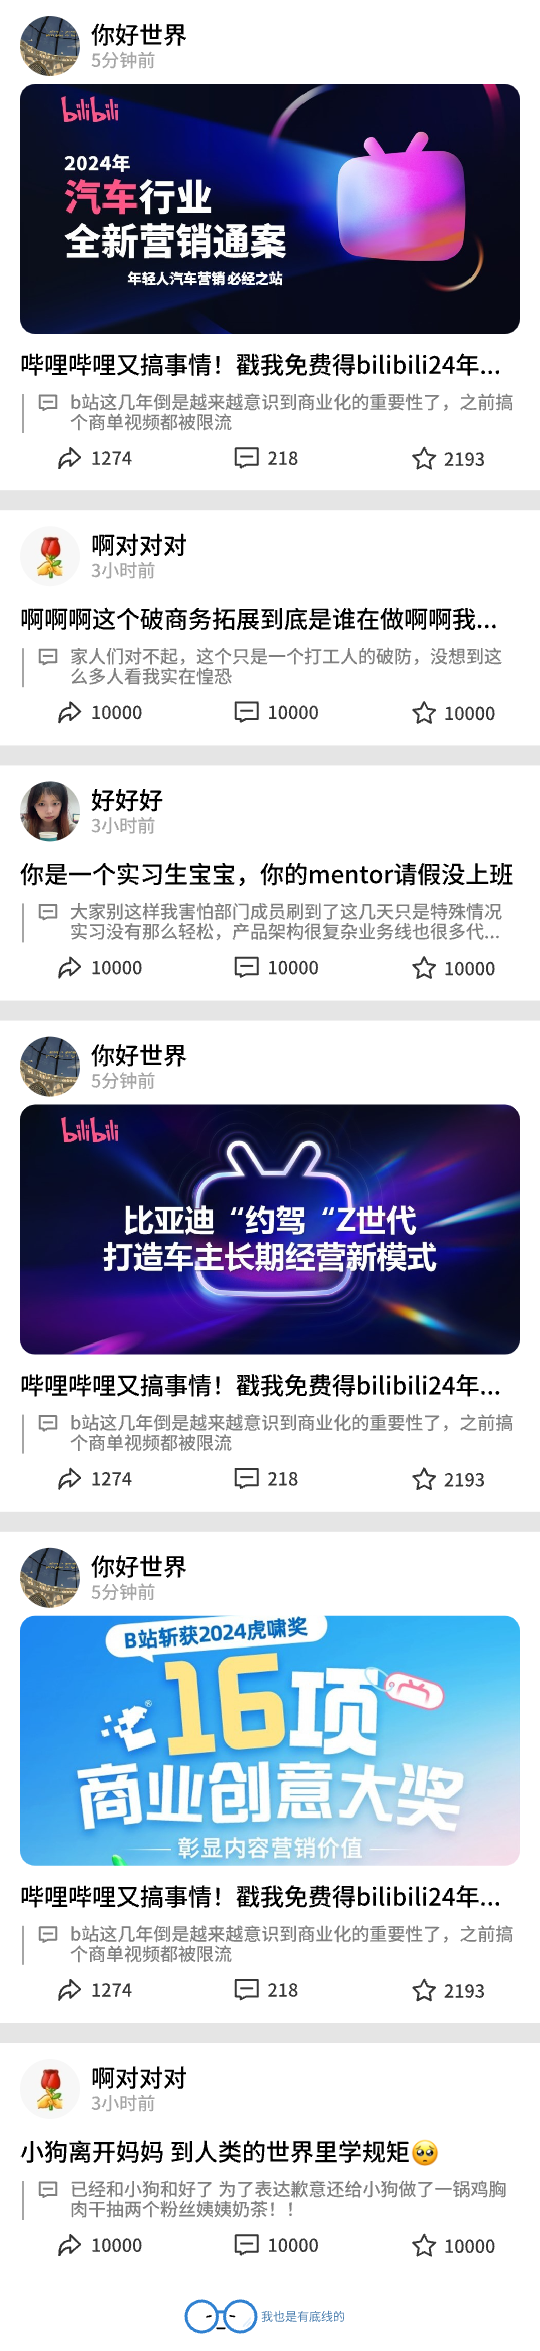 你好世界
5分钟前
bilibili
2024年
汽车行业
全新营销通案
年轻人汽车营销 必经之站
哔哩哔哩又搞事情！戳我免费得bilibili24年...
b站这几年倒是越来越意识到商业化的重要性了，之前搞
个商单视频都被限流
1274
218
2193
啊对对对
3小时前
啊啊啊这个破商务拓展到底是谁在做啊啊我...
家人们对不起，这个只是一个打工人的破防，没想到这
么多人看我实在惶恐
10000
10000
10000
好好好
3小时前
你是一个实习生宝宝，你的mentor请假没上班
大家别这样我害怕部门成员刷到了这几天只是特殊情况
实习没有那么轻松，产品架构很复杂业务线也很多代...
10000
10000
10000
你好世界
5分钟前
bilibili
比亚迪“约驾“Z世代
打造车主长期经营新模式
哔哩哔哩又搞事情！戳我免费得bilibili24年...
b站这几年倒是越来越意识到商业化的重要性了，之前搞
个商单视频都被限流
1274
218
2193
你好世界
5分钟前
B站斩获2024虎啸奖
16项
商业创意大奖
彰显内容营销价值
哔哩哔哩又搞事情！戳我免费得bilibili24年...
b站这几年倒是越来越意识到商业化的重要性了，之前搞
个商单视频都被限流
1274
218
2193
啊对对对
3小时前
小狗离开妈妈 到人类的世界里学规矩🥺
已经和小狗和好了 为了表达歉意还给小狗做了一锅鸡胸
肉干抽两个粉丝姨姨奶茶！！
10000
10000
10000
我也是有底线的